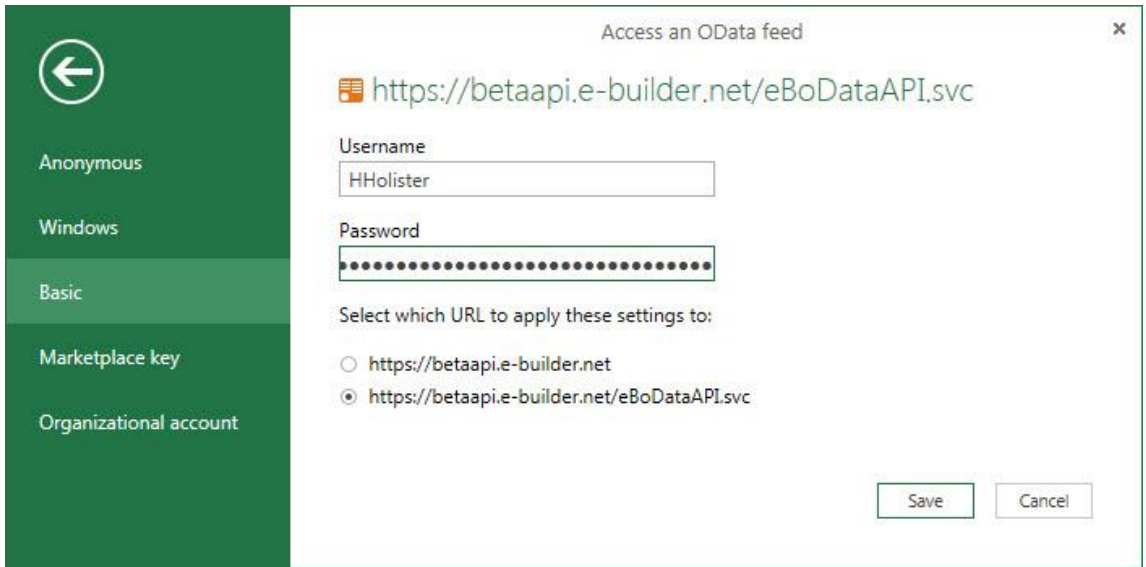 Access an OData feed
https://betaapi.e-builder.net/eBoDataAPI.svc
Anonymous
Windows
Basic
Marketplace key
Organizational account
Username
HHolister
Password
●●●●●●●●●●●●●●●●●●●●●●●●●●●●●●●●●
Select which URL to apply these settings to:
https://betaapi.e-builder.net
https://betaapi.e-builder.net/eBoDataAPI.svc
Save
Cancel